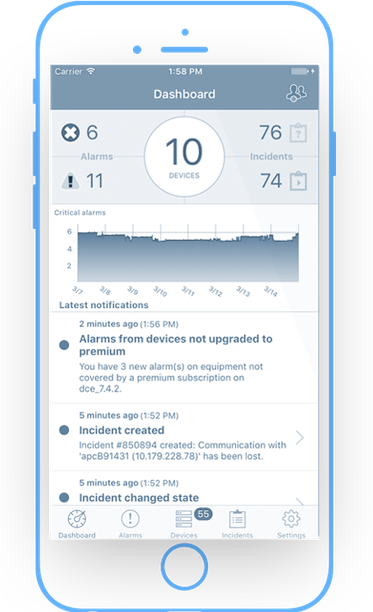 Carrier 1:58 PM
Dashboard
6
10
DEVICES
76
Alarms
Incidents
11
74
Critical alarms
6
4
2
3/7 3/8 3/9 3/10 3/11 3/12 3/13 3/14
Latest notifications
2 minutes ago (1:56 PM)
Alarms from devices not upgraded to
premium
You have 3 new alarm(s) on equipment not
covered by a premium subscription on
dce_7.4.2.
5 minutes ago (1:52 PM)
Incident created
Incident #850894 created: Communication with
'apcB91431 (10.179.228.78)' has been lost.
5 minutes ago (1:52 PM)
Incident changed state
55
Dashboard Alarms Devices Incidents Settings